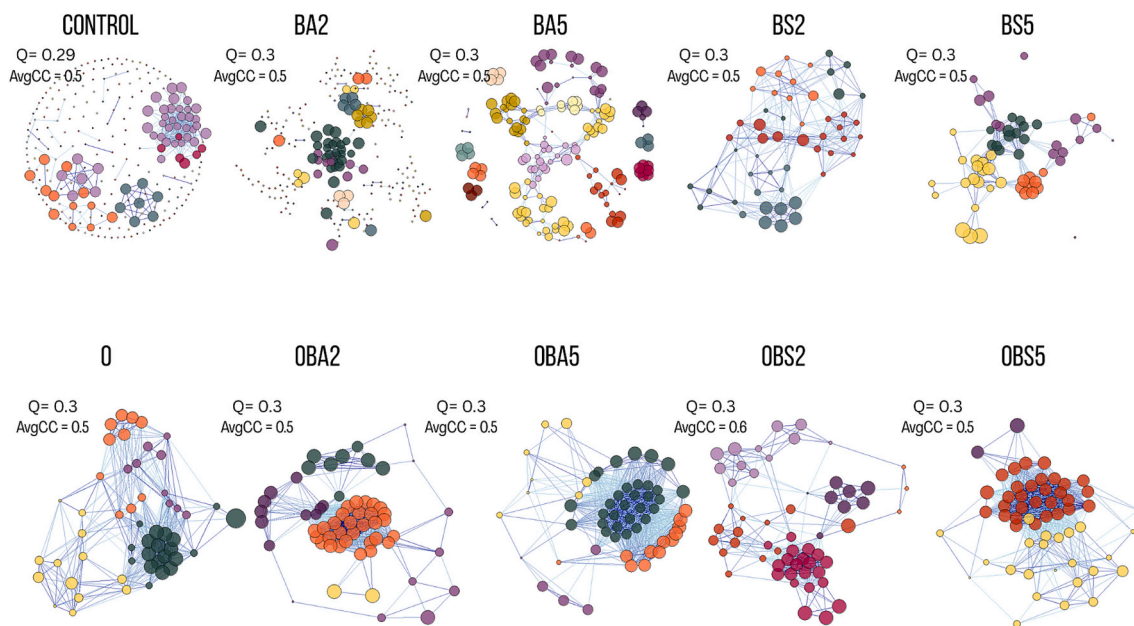 CONTROL
Q= 0.29
AvgCC = 0.5
BA2
Q= 0.3
AvgCC = 0.5
BA5
Q= 0.3
AvgCC = 0.5
BS2
Q= 0.3
AvgCC = 0.5
BS5
Q= 0.3
AvgCC = 0.5
O
Q= 0.3
AvgCC = 0.5
OBA2
Q= 0.3
AvgCC = 0.5
OBA5
Q= 0.3
AvgCC = 0.5
OBS2
Q= 0.3
AvgCC = 0.6
OBS5
Q= 0.3
AvgCC = 0.5